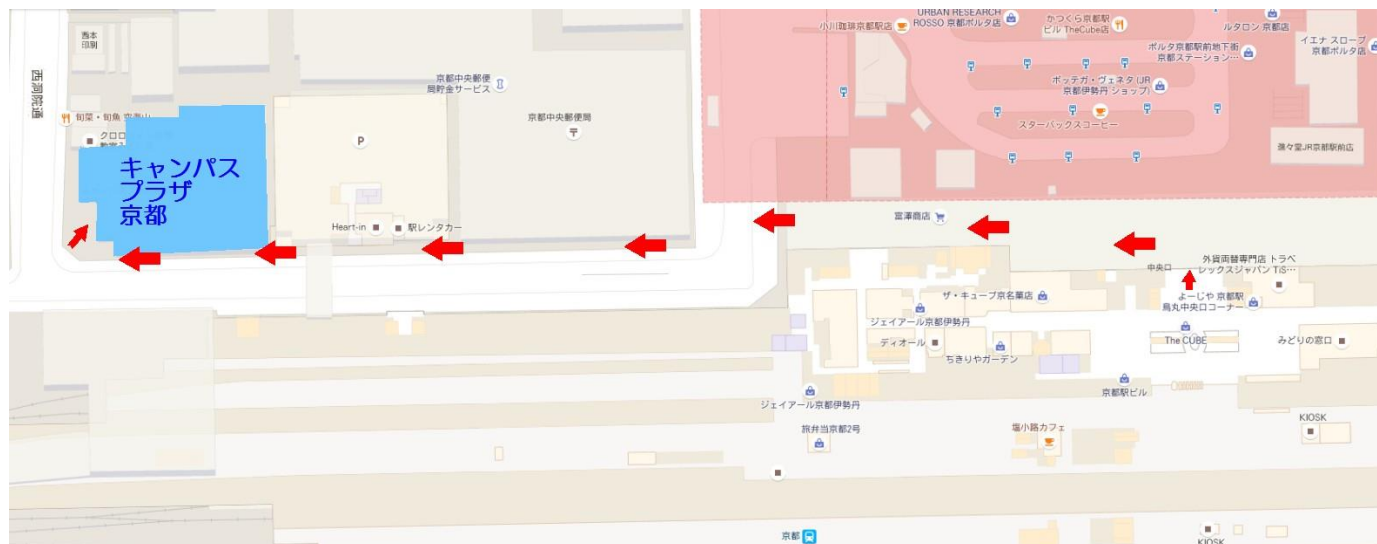 西本
印刷
西洞院通
旬菜・旬魚
クロロ
キャンパス
プラザ
京都
京都中央郵便
局貯金サービス
京都中央郵便局
P
Heart-in
駅レンタカー
小川珈琲京都駅店
URBAN RESEARCH
ROSSO 京都ポルタ店
かつくら京都駅
ビル TheCube店
ルタロン 京都店
イエナ スローブ
京都ポルタ店
ポルタ京都駅前地下街
京都ステーション…
ボッテガ・ヴェネタ (JR
京都伊勢丹 ショップ)
スターバックスコーヒー
進々堂JR京都駅前店
富澤商店
中央口
外貨両替専門店 トラベ
レックスジャパン TiS…
ザ・キューブ京名菓店
よーじや 京都駅
烏丸中央口コーナー
ジェイアール京都伊勢丹
ディオール
ちきりやガーデン
The CUBE
みどりの窓口
京都駅ビル
ジェイアール京都伊勢丹
旅弁当京都2号
塩小路カフェ
KIOSK
京都
KIOSK